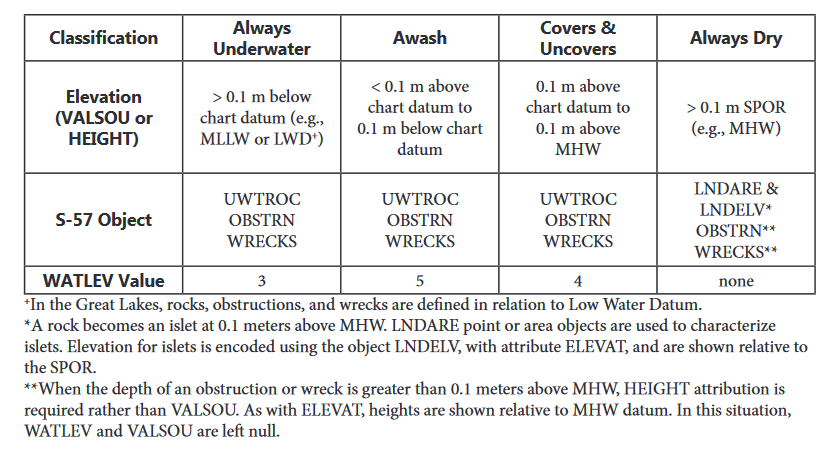 Classification
Always
Underwater
Awash
Covers &
Uncovers
Always Dry
Elevation
(VALSOU or
HEIGHT)
> 0.1 m below
chart datum (e.g.,
MLLW or LWD⁺)
< 0.1 m above
chart datum to
0.1 m below chart
datum
0.1 m above
chart datum to
0.1 m above
MHW
> 0.1 m SPOR
(e.g., MHW)
S-57 Object
UWTROC
OBSTRN
WRECKS
UWTROC
OBSTRN
WRECKS
UWTROC
OBSTRN
WRECKS
LNDARE &
LNDELV*
OBSTRN**
WRECKS**
WATLEV Value
3
5
4
none
⁺In the Great Lakes, rocks, obstructions, and wrecks are defined in relation to Low Water Datum.
*A rock becomes an islet at 0.1 meters above MHW. LNDARE point or area objects are used to characterize
islets. Elevation for islets is encoded using the object LNDELV, with attribute ELEVAT, and are shown relative to
the SPOR.
**When the depth of an obstruction or wreck is greater than 0.1 meters above MHW, HEIGHT attribution is
required rather than VALSOU. As with ELEVAT, heights are shown relative to MHW datum. In this situation,
WATLEV and VALSOU are left null.